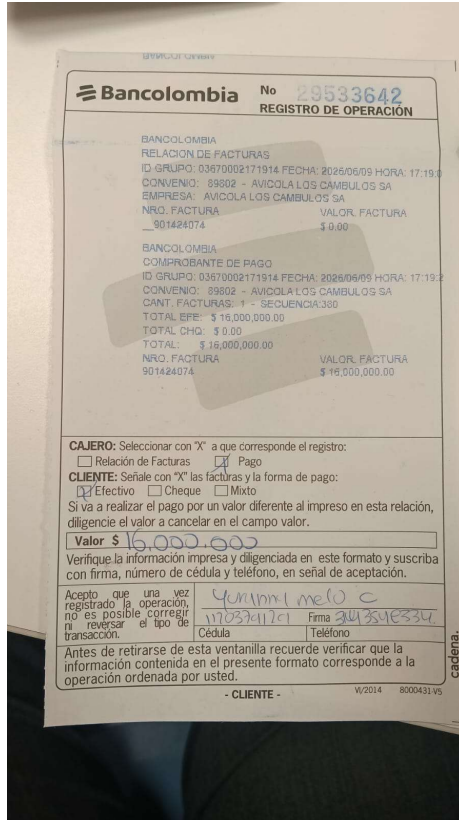 Bancolombia
No 29533642
REGISTRO DE OPERACIÓN
BANCOLOMBIA
RELACION DE FACTURAS
ID GRUPO: 03670002171914 FECHA: 2026/06/09 HORA: 17:19:0
CONVENIO: 89802 - AVICOLA LOS CAMBULOS SA
EMPRESA: AVICOLA LOS CAMBULOS SA
NRO. FACTURA VALOR FACTURA
901424074 $ 0.00
BANCOLOMBIA
COMPROBANTE DE PAGO
ID GRUPO: 03670002171914 FECHA: 2026/06/09 HORA: 17:19:2
CONVENIO: 89802 - AVICOLA LOS CAMBULOS SA
CANT. FACTURAS: 1 - SECUENCIA:380
TOTAL EFE: $ 16,000,000.00
TOTAL CHQ: $ 0.00
TOTAL: $ 16,000,000.00
NRO. FACTURA VALOR FACTURA
901424074 $ 16,000,000.00
CAJERO: Seleccionar con "X" a que corresponde el registro:
Relación de Facturas X Pago
CLIENTE: Señale con "X" las facturas y la forma de pago:
X Efectivo Cheque Mixto
Si va a realizar el pago por un valor diferente al impreso en esta relación,
diligencie el valor a cancelar en el campo valor.
Valor $ 16,000.000
Verifique la información impresa y diligenciada en este formato y suscriba
con firma, número de cédula y teléfono, en señal de aceptación.
Acepto que una vez
registrado la operación,
no es posible corregir
ni reversar el tipo de
transacción.
melo C
Firma
Cédula Teléfono
Antes de retirarse de esta ventanilla recuerde verificar que la
información contenida en el presente formato corresponde a la
operación ordenada por usted.
- CLIENTE -
VI/2014 8000431-V5
cadena.